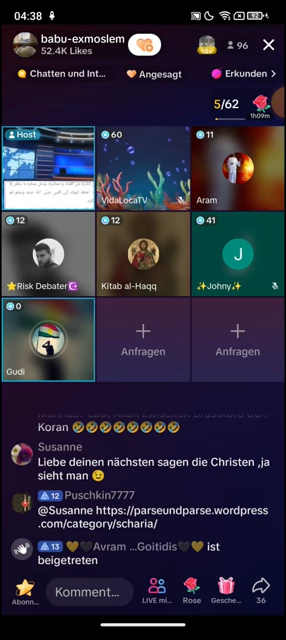 04:38
92
babu-exmoslem
52.4K Likes
96
Chatten und Int...
Angesagt
Erkunden
5/62
1h09m
Host
60
VidaLocaTV
11
Aram
12
⭐Risk Debater☪
12
Kitab al-Haqq
41
J
✨Johny✨
0
Gudi
Anfragen
Anfragen
Koran 🤣🤣🤣🤣🤣🤣🤣🤣
Susanne
Liebe deinen nächsten sagen die Christen ,ja
sieht man 😉
12 Puschkin7777
@Susanne https://parseundparse.wordpress
.com/category/scharia/
13 🤎🖤Avram ...Goitidis🖤🤎 ist
beigetreten
Abonn...
Komment...
LIVE mi...
Rose
Gesche...
36